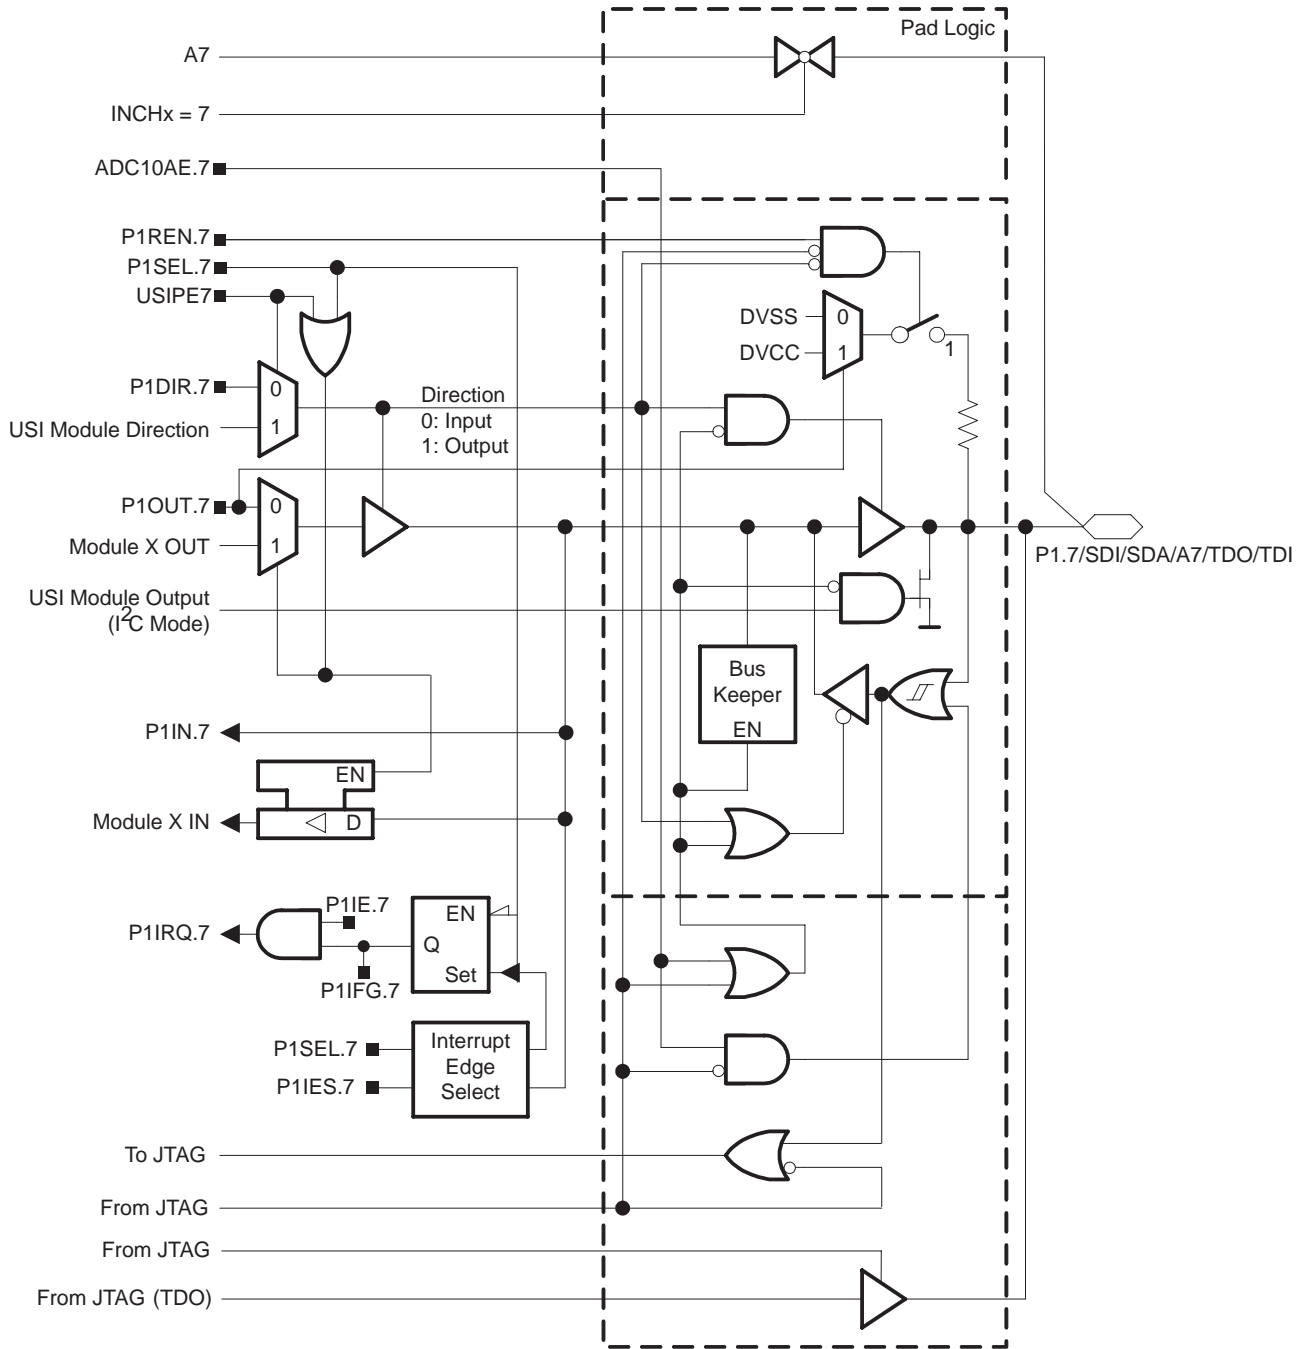 Pad Logic
A7
INCHx = 7
ADC10AE.7
P1REN.7
P1SEL.7
USIPE7
DVSS
0
DVCC
1
1
P1DIR.7
0
USI Module Direction
1
Direction
0: Input
1: Output
P1OUT.7
0
Module X OUT
1
P1.7/SDI/SDA/A7/TDO/TDI
USI Module Output
(I2C Mode)
Bus
Keeper
EN
P1IN.7
EN
Module X IN
D
P1IE.7
P1IRQ.7
EN
Q
Set
P1IFG.7
P1SEL.7
P1IES.7
Interrupt
Edge
Select
To JTAG
From JTAG
From JTAG
From JTAG (TDO)